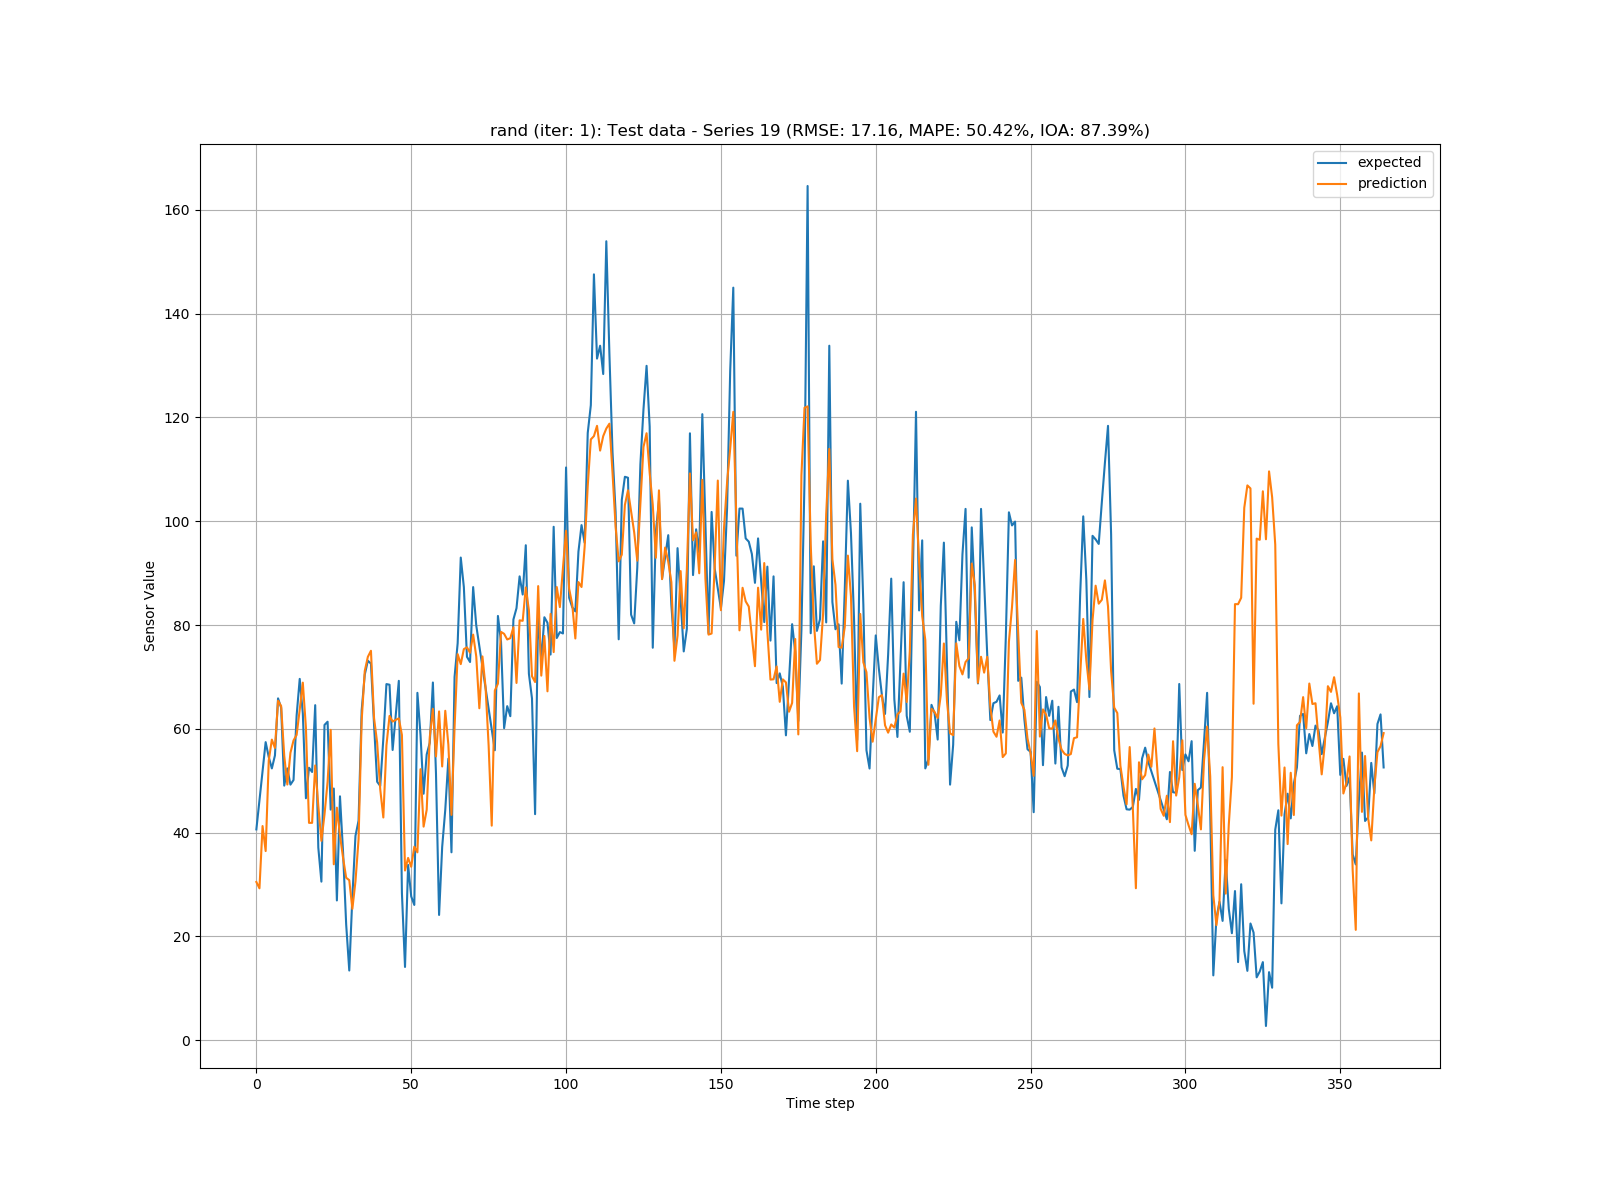 rand (iter: 1): Test data - Series 19 (RMSE: 17.16, MAPE: 50.42%, IOA: 87.39%)
expected
prediction
160
140
120
100
80
60
40
20
0
Sensor Value
0 50 100 150 200 250 300 350
Time step